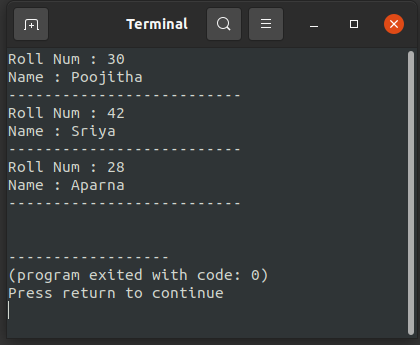 Terminal
Roll Num : 30
Name : Poojitha
--------------------------
Roll Num : 42
Name : Sriya
--------------------------
Roll Num : 28
Name : Aparna
--------------------------
------------------
(program exited with code: 0)
Press return to continue